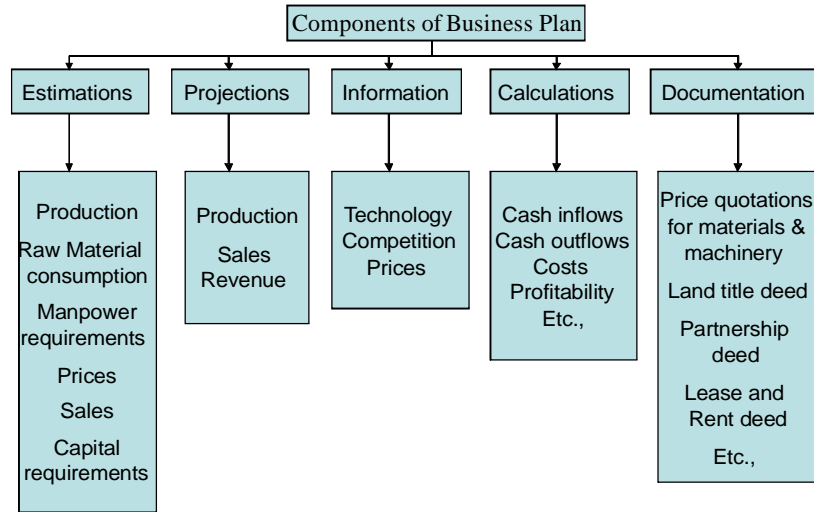 Components of Business Plan
Estimations
Projections
Information
Calculations
Documentation
Production
Raw Material
consumption
Manpower
requirements
Prices
Sales
Capital
requirements
Production
Sales
Revenue
Technology
Competition
Prices
Cash inflows
Cash outflows
Costs
Profitability
Etc.,
Price quotations
for materials &
machinery
Land title deed
Partnership
deed
Lease and
Rent deed
Etc.,